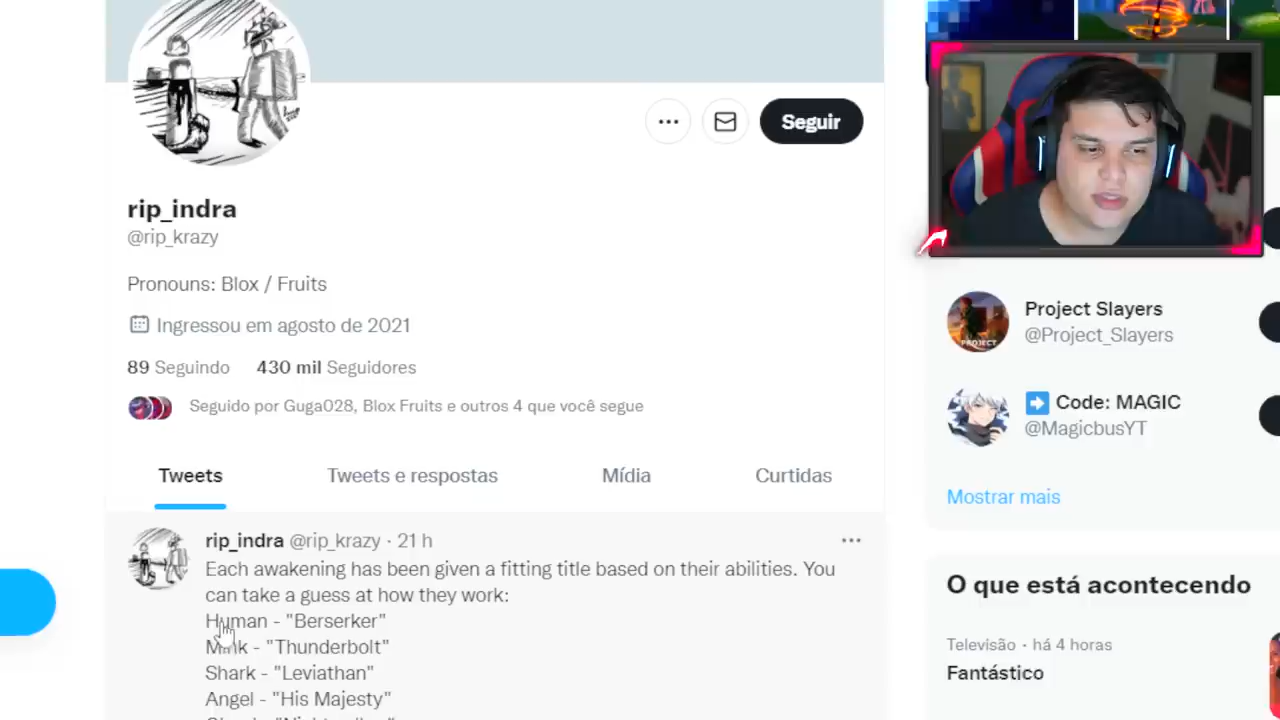 Seguir
rip_indra
@rip_krazy
Pronouns: Blox / Fruits
Ingressou em agosto de 2021
89 Seguindo 430 mil Seguidores
Seguido por Guga028, Blox Fruits e outros 4 que você segue
Tweets Tweets e respostas Mídia Curtidas
rip_indra @rip_krazy · 21 h
Each awakening has been given a fitting title based on their abilities. You
can take a guess at how they work:
Human - "Berserker"
Mink - "Thunderbolt"
Shark - "Leviathan"
Angel - "His Majesty"
Project Slayers
@Project_Slayers
PROJECT
Code: MAGIC
@MagicbusYT
Mostrar mais
O que está acontecendo
Televisão · há 4 horas
Fantástico